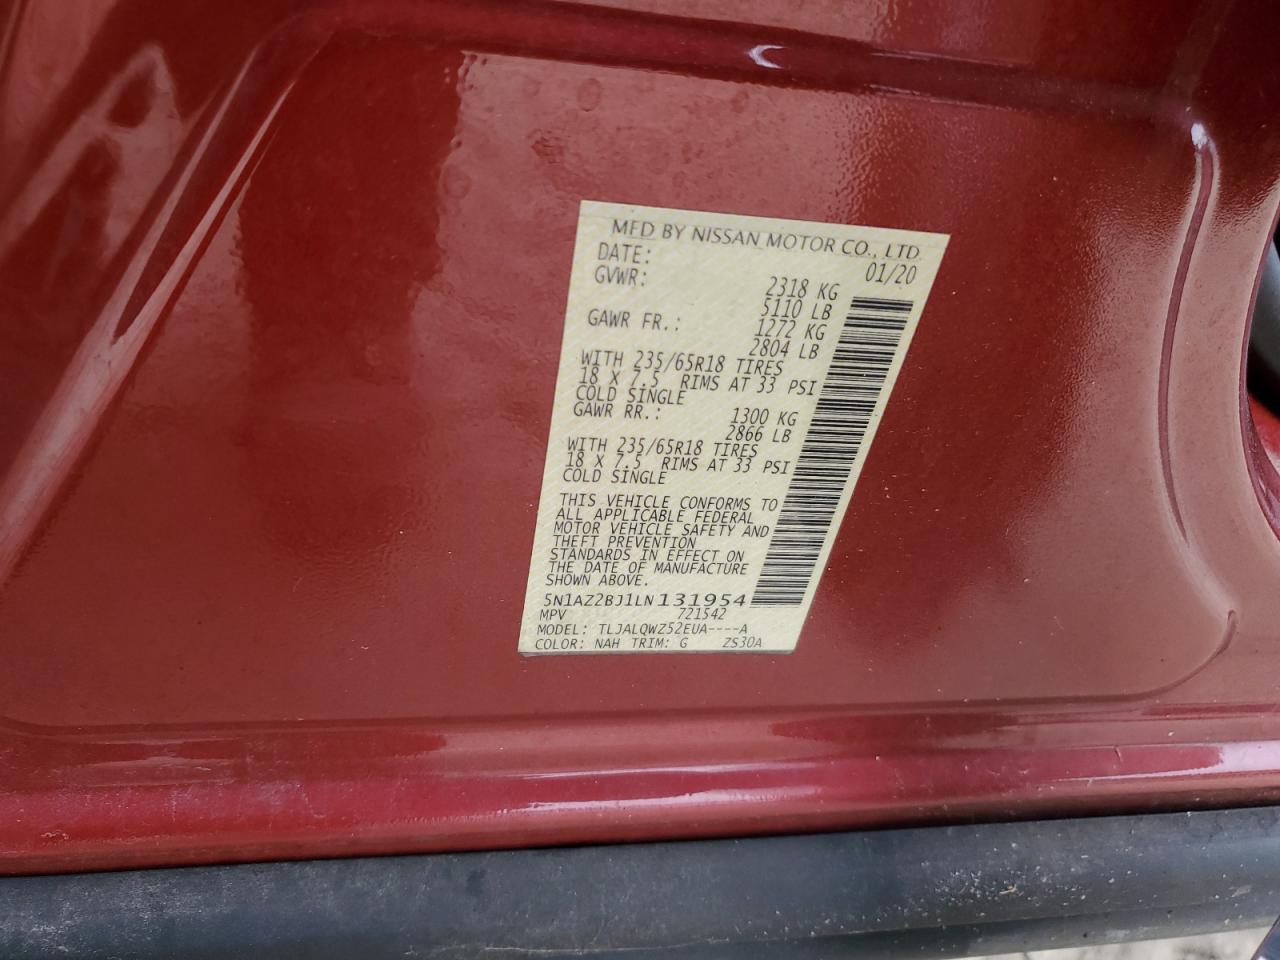 MFD BY NISSAN MOTOR CO., LTD.
DATE: 01/20
GVWR: 2318 KG
5110 LB
GAWR FR.: 1272 KG
2804 LB
WITH 235/65R18 TIRES
18 X 7.5 RIMS AT 33 PSI
COLD SINGLE
GAWR RR.: 1300 KG
2866 LB
WITH 235/65R18 TIRES
18 X 7.5 RIMS AT 33 PSI
COLD SINGLE
THIS VEHICLE CONFORMS TO
ALL APPLICABLE FEDERAL
MOTOR VEHICLE SAFETY AND
THEFT PREVENTION
STANDARDS IN EFFECT ON
THE DATE OF MANUFACTURE
SHOWN ABOVE.
5N1AZ2BJ1LN131954
MPV 721542
MODEL: TLJALQWZ52EUA----A
COLOR: NAH TRIM: G ZS30A